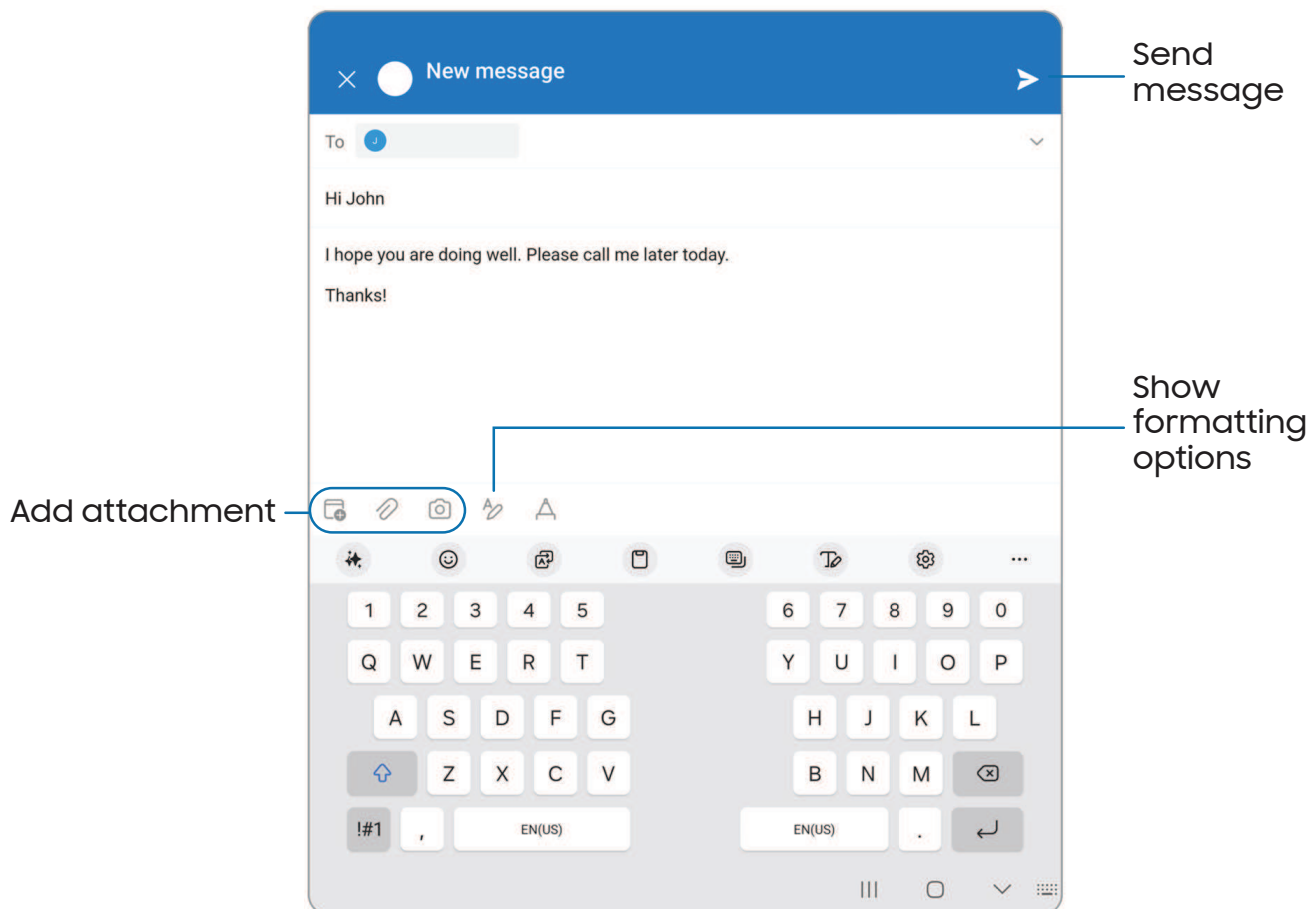 New message
Send
message
To J
Hi John
I hope you are doing well. Please call me later today.
Thanks!
Show
formatting
options
Add attachment
1 2 3 4 5 6 7 8 9 0
Q W E R T Y U I O P
A S D F G H J K L
Z X C V B N M
!#1 , EN(US) EN(US) .